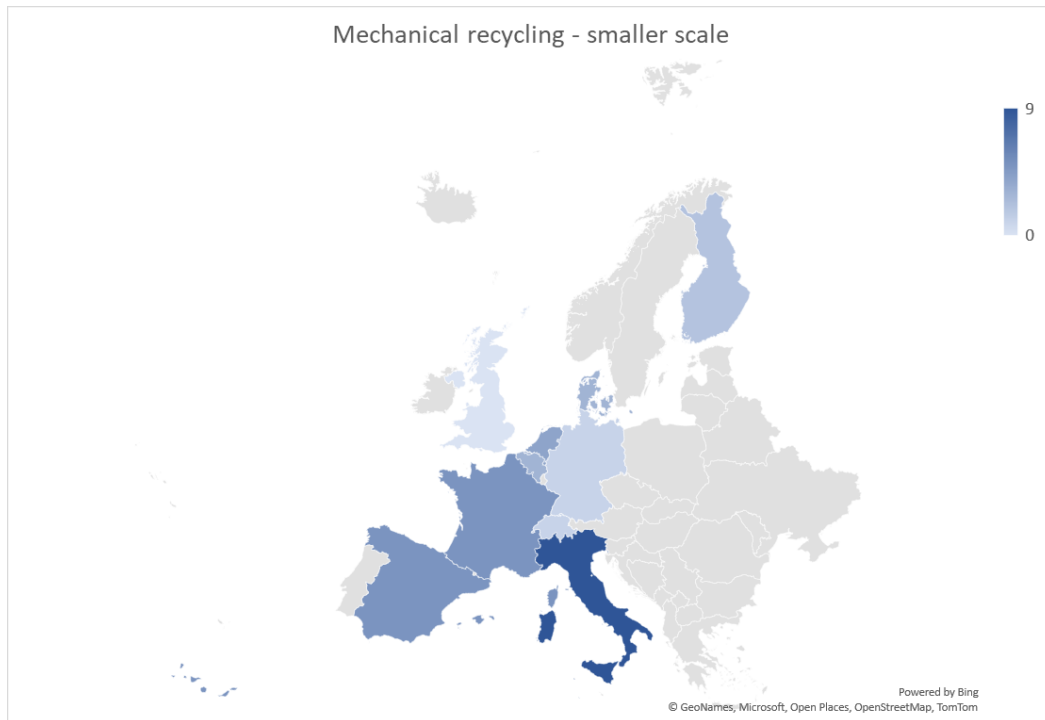 Mechanical recycling - smaller scale
9
0
Powered by Bing
© GeoNames, Microsoft, Open Places, OpenStreetMap, TomTom